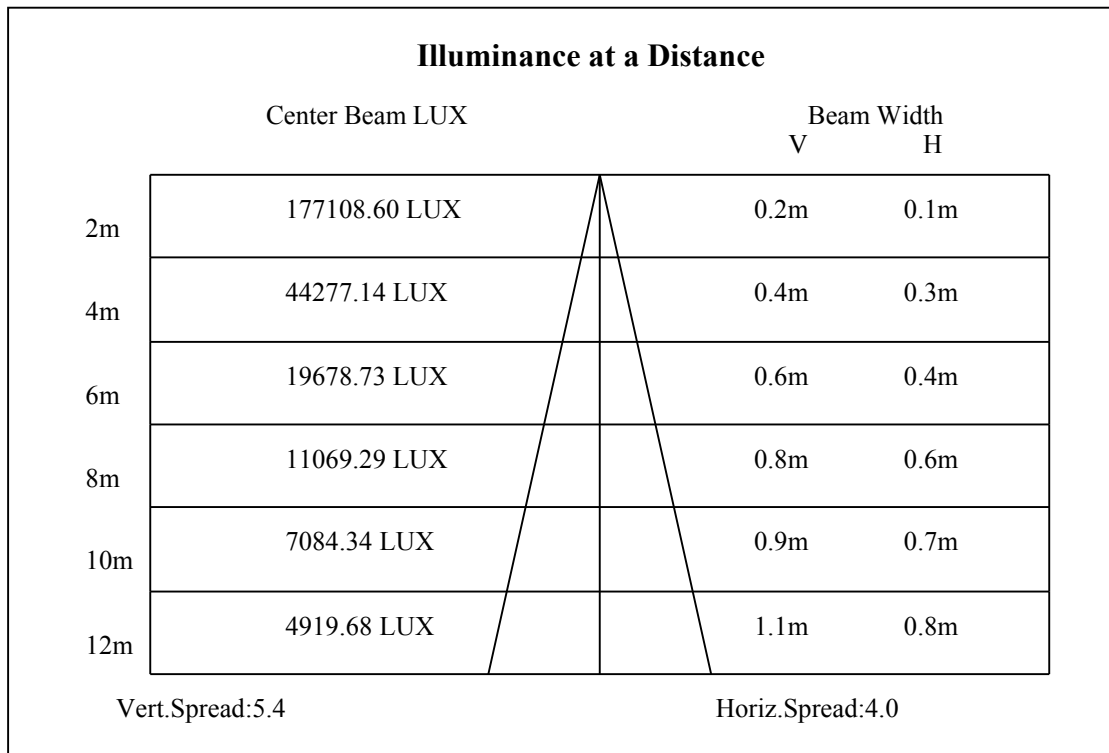 Illuminance at a Distance
Center Beam LUX Beam Width
V H
2m 177108.60 LUX 0.2m 0.1m
4m 44277.14 LUX 0.4m 0.3m
6m 19678.73 LUX 0.6m 0.4m
8m 11069.29 LUX 0.8m 0.6m
10m 7084.34 LUX 0.9m 0.7m
12m 4919.68 LUX 1.1m 0.8m
Vert.Spread:5.4 Horiz.Spread:4.0